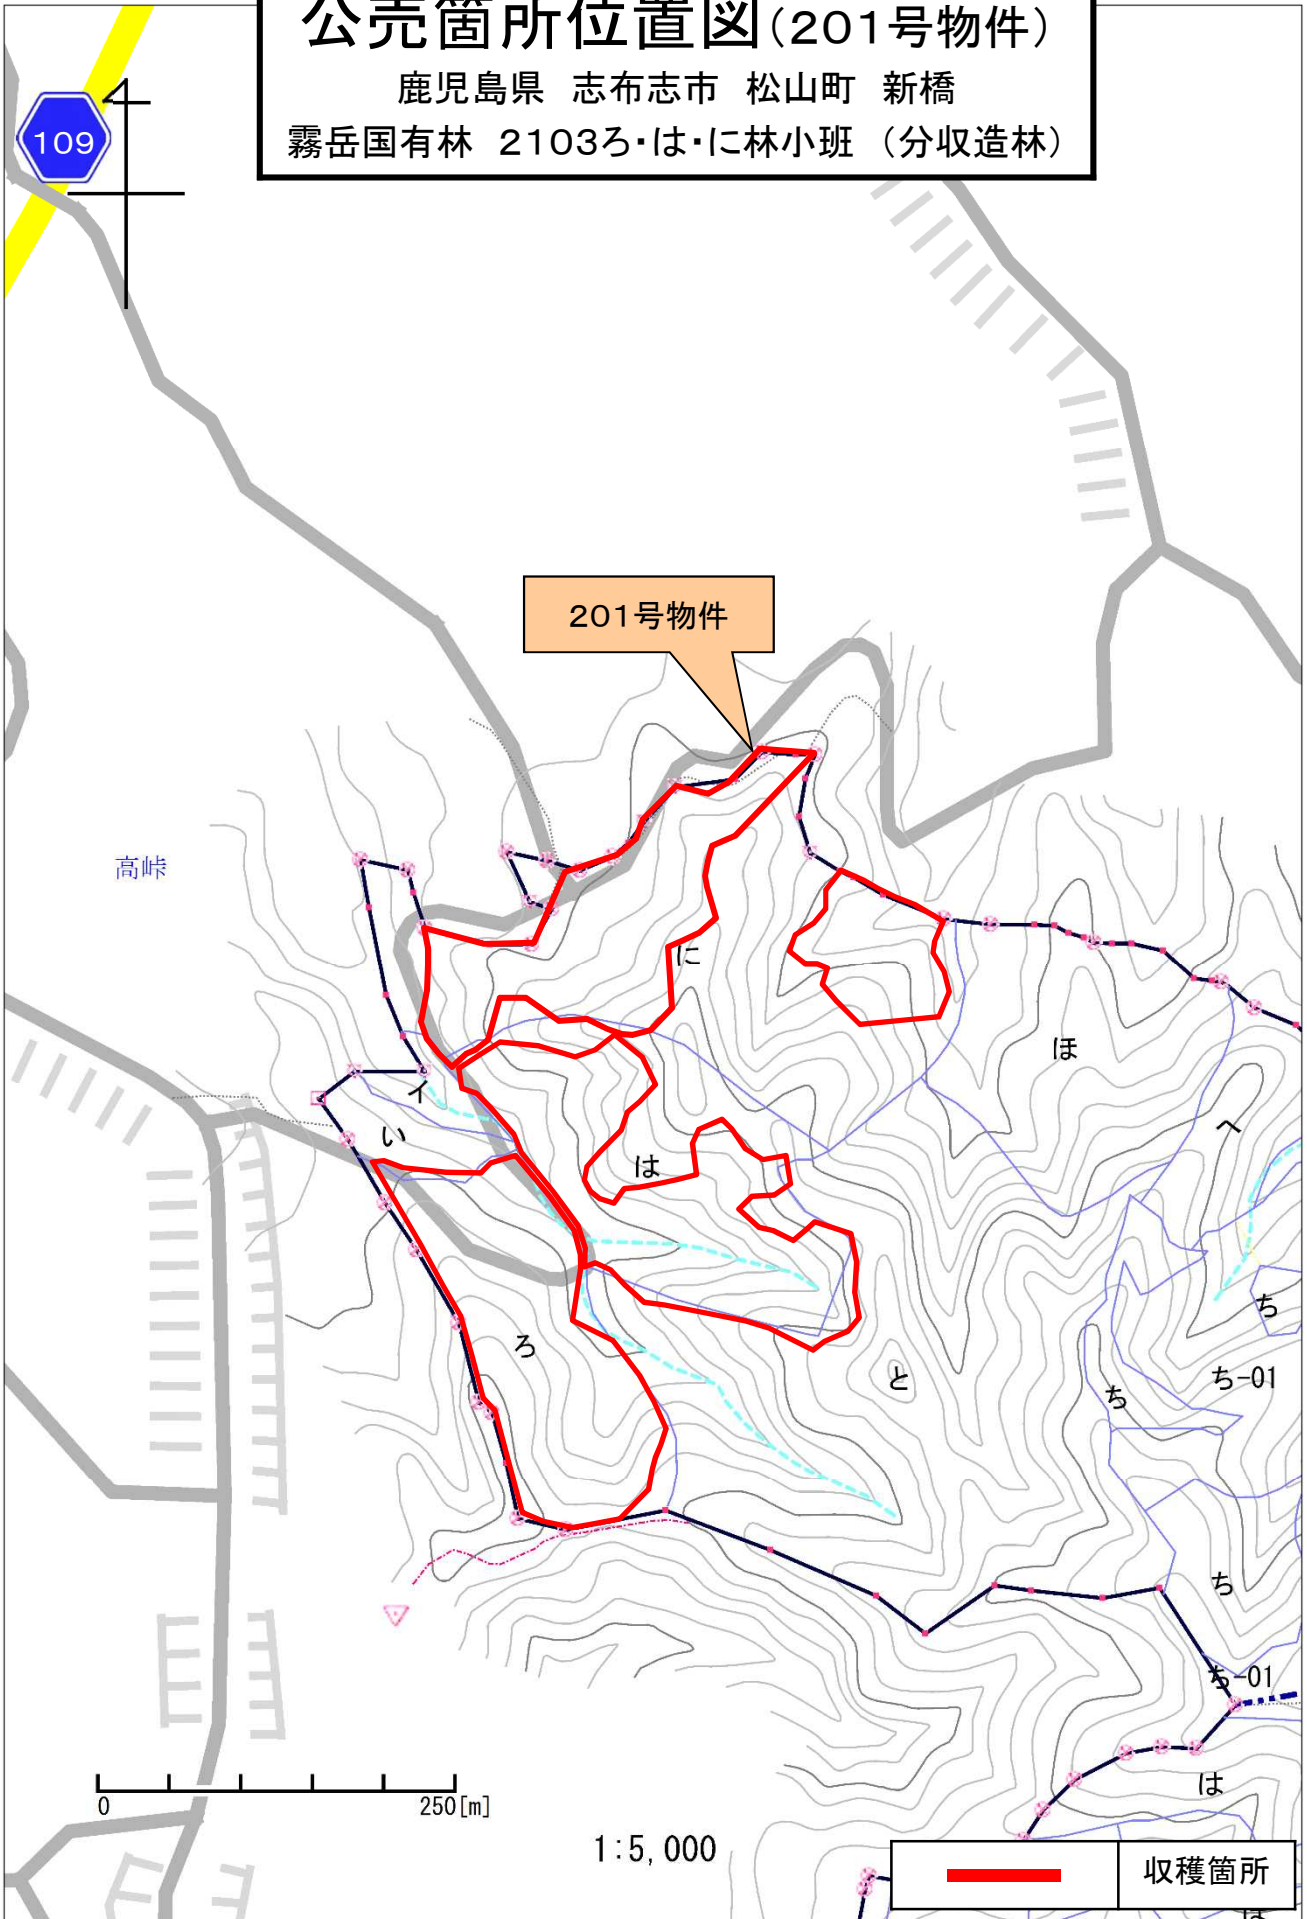 公売箇所位置図(201号物件)
鹿児島県 志布志市 松山町 新橋
霧岳国有林 2103ろ・は・に林小班 (分収造林)
109
201号物件
高峠
に
ほ
イ
い
へ
は
ち
ろ
と
ち-01
ち
ち
ち-01
は
0 250[m]
1:5,000
収穫箇所